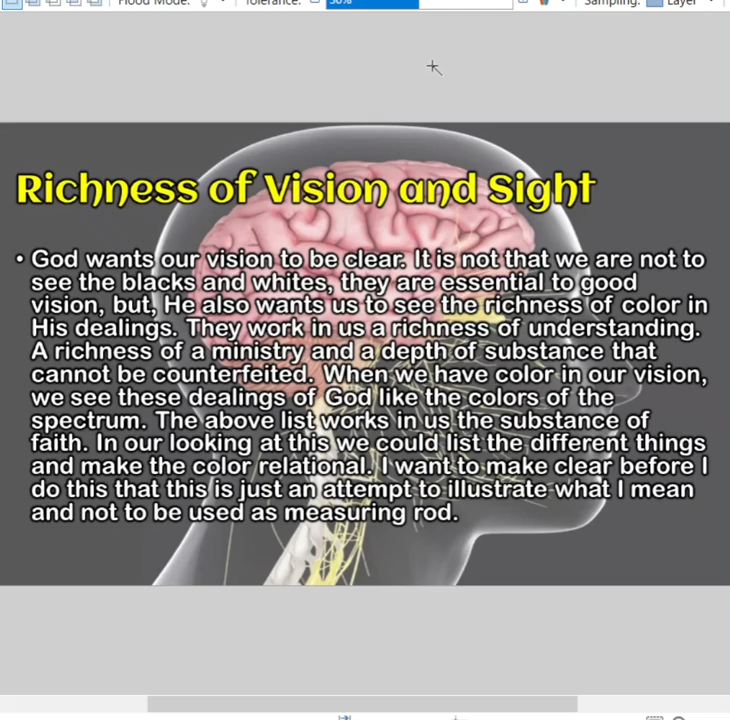 Flood Mode:
Tolerance:
50%
Sampling:
Layer
Richness of Vision and Sight
• God wants our vision to be clear. It is not that we are not to
see the blacks and whites, they are essential to good
vision, but, He also wants us to see the richness of color in
His dealings. They work in us a richness of understanding.
A richness of a ministry and a depth of substance that
cannot be counterfeited. When we have color in our vision,
we see these dealings of God like the colors of the
spectrum. The above list works in us the substance of
faith. In our looking at this we could list the different things
and make the color relational. I want to make clear before I
do this that this is just an attempt to illustrate what I mean
and not to be used as measuring rod.